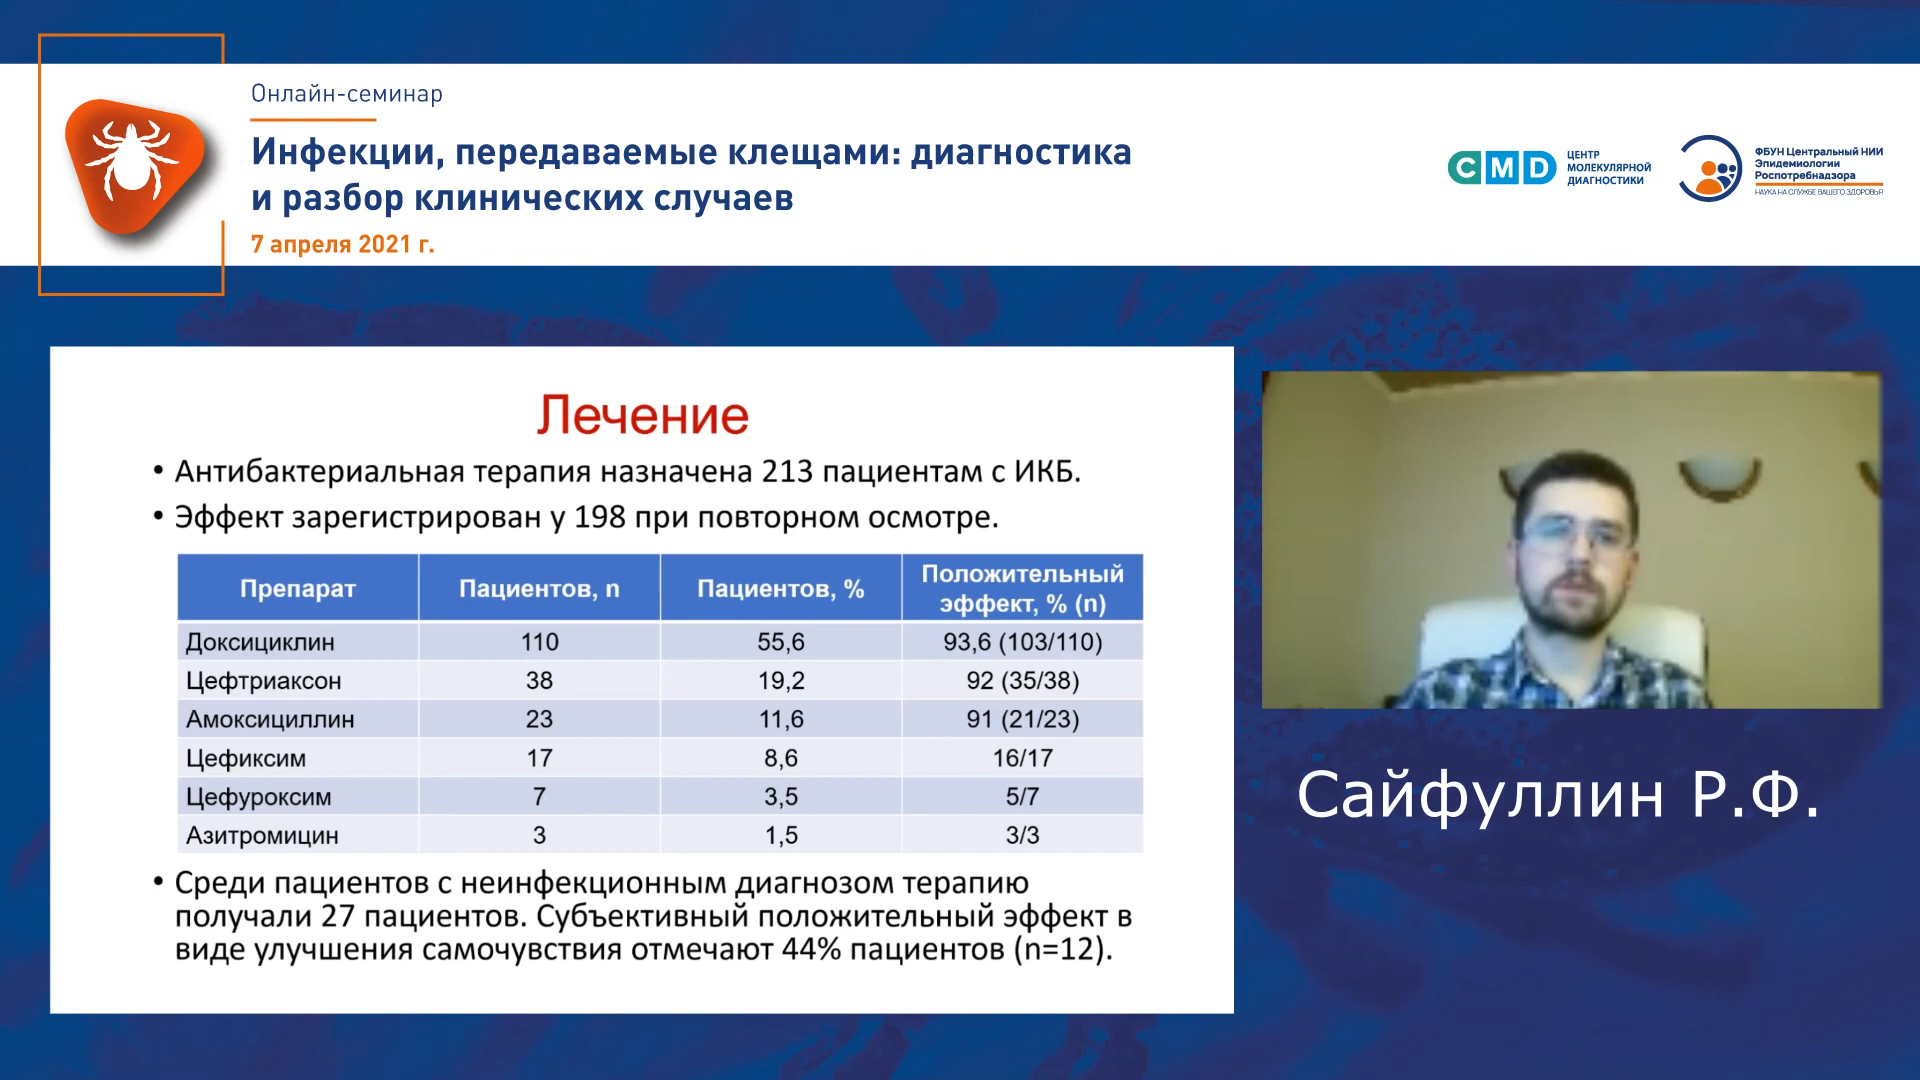 Онлайн-семинар
Инфекции, передаваемые клещами: диагностика
и разбор клинических случаев
7 апреля 2021 г.
CMD
ЦЕНТР
МОЛЕКУЛЯРНОЙ
ДИАГНОСТИКИ
ФБУН Центральный НИИ
Эпидемиологии
Роспотребнадзора
НАУКА НА СЛУЖБЕ ВАШЕГО ЗДОРОВЬЯ
Лечение
• Антибактериальная терапия назначена 213 пациентам с ИКБ.
• Эффект зарегистрирован у 198 при повторном осмотре.
Препарат Пациентов, n Пациентов, % Положительный эффект, % (n)
Доксициклин 110 55,6 93,6 (103/110)
Цефтриаксон 38 19,2 92 (35/38)
Амоксициллин 23 11,6 91 (21/23)
Цефиксим 17 8,6 16/17
Цефуроксим 7 3,5 5/7
Азитромицин 3 1,5 3/3
• Среди пациентов с неинфекционным диагнозом терапию
получали 27 пациентов. Субъективный положительный эффект в
виде улучшения самочувствия отмечают 44% пациентов (n=12).
Сайфуллин Р.Ф.